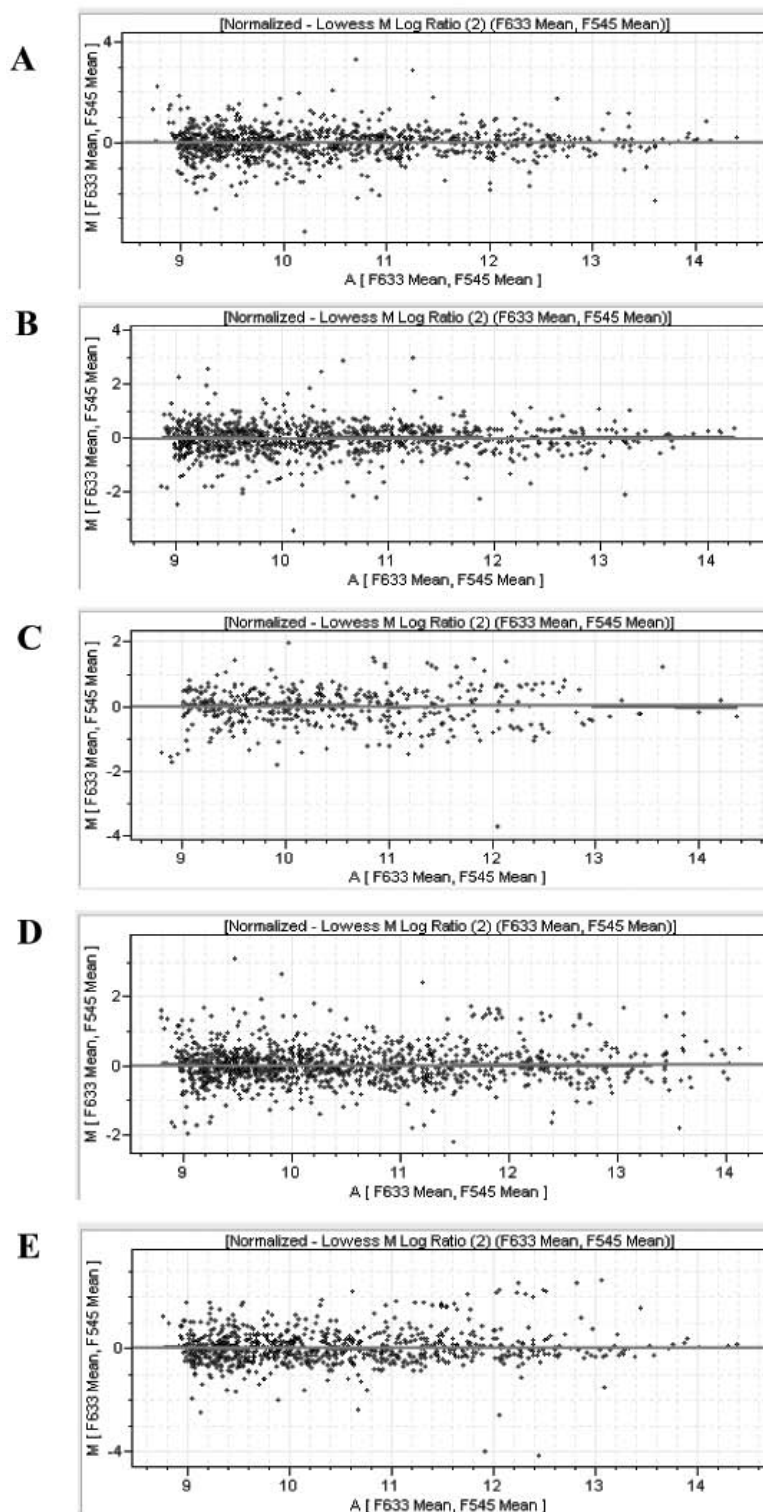 A
[Normalized - Lowess M Log Ratio (2) (F633 Mean, F545 Mean)]
M [ F633 Mean, F545 Mean ]
4
0
9 10 11 12 13 14
A [ F633 Mean, F545 Mean ]
B
[Normalized - Lowess M Log Ratio (2) (F633 Mean, F545 Mean)]
M [ F633 Mean, F545 Mean ]
4
2
0
-2
9 10 11 12 13 14
A [ F633 Mean, F545 Mean ]
C
[Normalized - Lowess M Log Ratio (2) (F633 Mean, F545 Mean)]
M [ F633 Mean, F545 Mean ]
2
0
-2
-4
9 10 11 12 13 14
A [ F633 Mean, F545 Mean ]
D
[Normalized - Lowess M Log Ratio (2) (F633 Mean, F545 Mean)]
M [ F633 Mean, F545 Mean ]
2
0
-2
9 10 11 12 13 14
A [ F633 Mean, F545 Mean ]
E
[Normalized - Lowess M Log Ratio (2) (F633 Mean, F545 Mean)]
M [ F633 Mean, F545 Mean ]
0
-4
9 10 11 12 13 14
A [ F633 Mean, F545 Mean ]